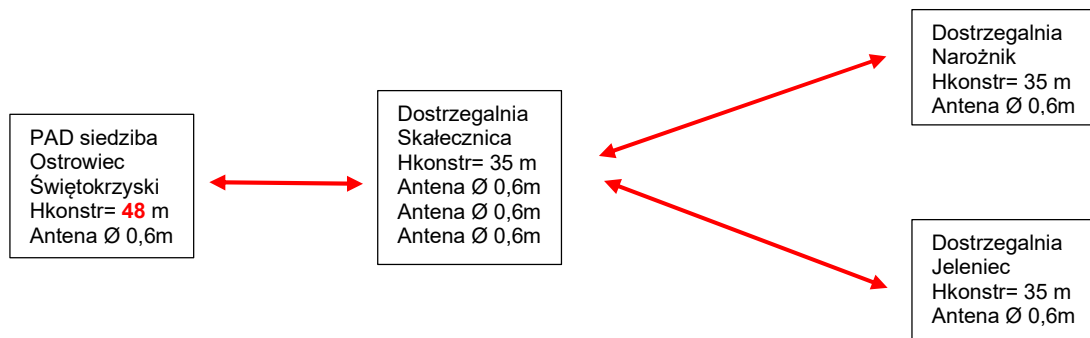 PAD siedziba
Ostrowiec
Świętokrzyski
Hkonstr= 48 m
Antena Ø 0,6m
Dostrzegalnia
Skałecznica
Hkonstr= 35 m
Antena Ø 0,6m
Antena Ø 0,6m
Antena Ø 0,6m
Dostrzegalnia
Narożnik
Hkonstr= 35 m
Antena Ø 0,6m
Dostrzegalnia
Jeleniec
Hkonstr= 35 m
Antena Ø 0,6m